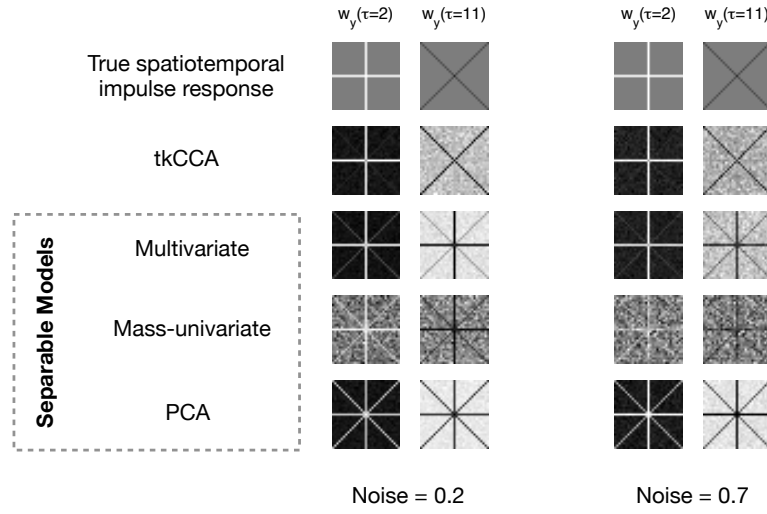 w_y(τ=2) w_y(τ=11) w_y(τ=2) w_y(τ=11)
True spatiotemporal
impulse response
tkCCA
Separable Models
Multivariate
Mass-univariate
PCA
Noise = 0.2 Noise = 0.7